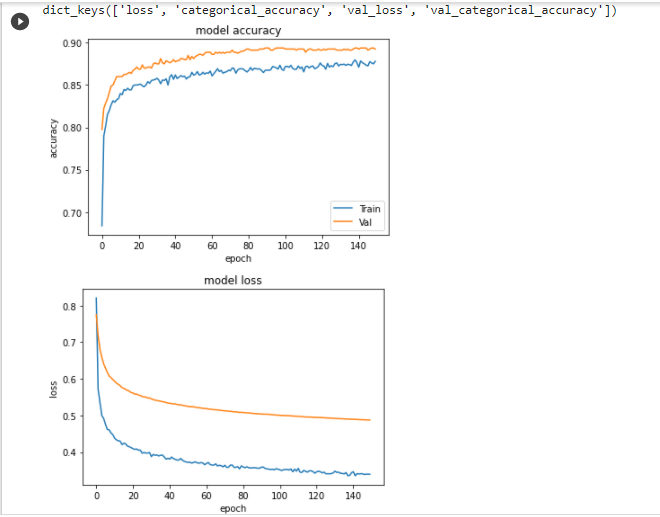 dict_keys(['loss', 'categorical_accuracy', 'val_loss', 'val_categorical_accuracy'])
model accuracy
0.90
0.85
0.80
0.75
0.70
accuracy
Train
Val
0 20 40 60 80 100 120 140
epoch
model loss
0.8
0.7
0.6
0.5
0.4
loss
0 20 40 60 80 100 120 140
epoch